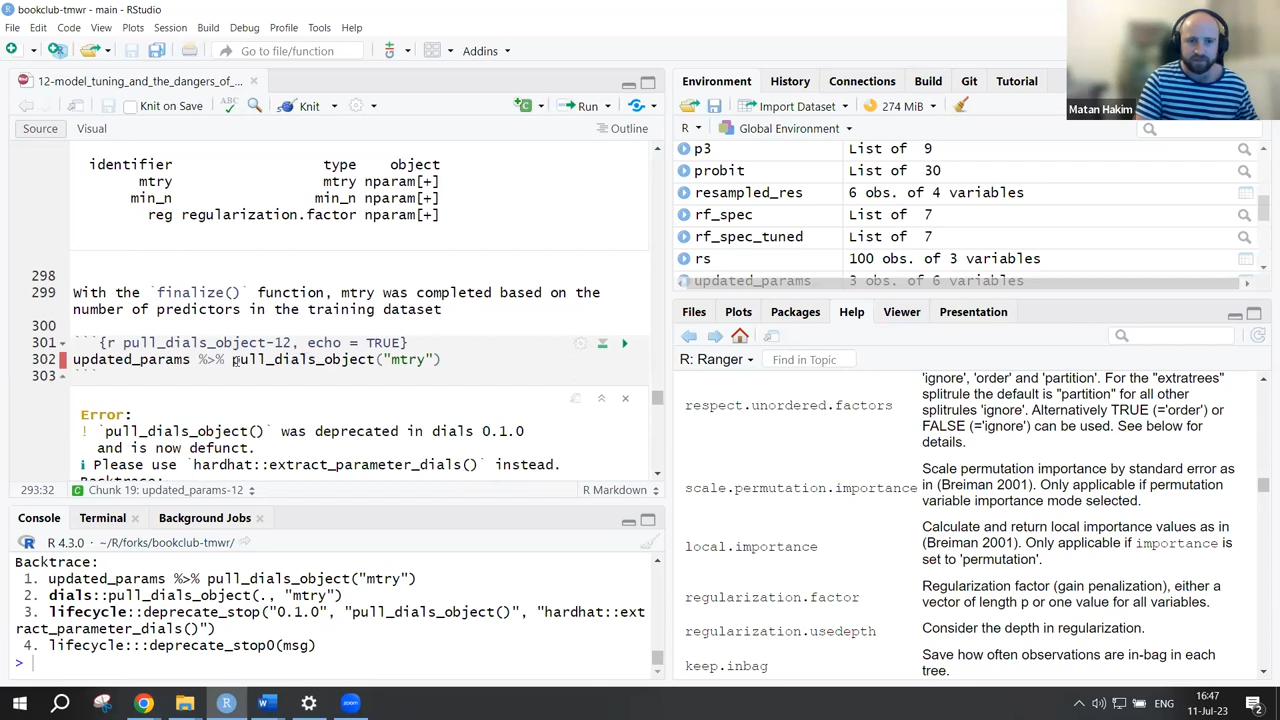 bookclub-tmwr - main - RStudio
File Edit Code View Plots Session Build Debug Profile Tools Help
Go to file/function Addins
12-model_tuning_and_the_dangers_of_...
Knit on Save ABC Knit Run
Source Visual Outline
identifier type object
mtry mtry nparam[+]
min_n min_n nparam[+]
reg regularization.factor nparam[+]
298
299 With the `finalize()` function, mtry was completed based on the
number of predictors in the training dataset
300
301 ```{r pull_dials_object-12, echo = TRUE}
302 updated_params %>% pull_dials_object("mtry")
303 ```
Error:
! `pull_dials_object()` was deprecated in dials 0.1.0
and is now defunct.
ℹ Please use `hardhat::extract_parameter_dials()` instead.
Backtrace:
293:32 Chunk 19: updated_params-12 R Markdown
Console Terminal Background Jobs
R 4.3.0 · ~/R/forks/bookclub-tmwr/
Backtrace:
1. updated_params %>% pull_dials_object("mtry")
2. dials::pull_dials_object(., "mtry")
3. lifecycle::deprecate_stop("0.1.0", "pull_dials_object()", "hardhat::ext
ract_parameter_dials()")
4. lifecycle:::deprecate_stop0(msg)
>
Environment History Connections Build Git Tutorial
Import Dataset 274 MiB
R Global Environment
p3 List of 9
probit List of 30
resampled_res 6 obs. of 4 variables
rf_spec List of 7
rf_spec_tuned List of 7
rs 100 obs. of 3 variables
updated_params 3 obs. of 6 variables
Files Plots Packages Help Viewer Presentation
R: Ranger Find in Topic
respect.unordered.factors
'ignore', 'order' and 'partition'. For the "extratrees"
splitrule the default is "partition" for all other
splitrules 'ignore'. Alternatively TRUE (='order') or
FALSE (='ignore') can be used. See below for
details.
scale.permutation.importance
Scale permutation importance by standard error as
in (Breiman 2001). Only applicable if permutation
variable importance mode selected.
local.importance
Calculate and return local importance values as in
(Breiman 2001). Only applicable if importance is
set to 'permutation'.
regularization.factor
Regularization factor (gain penalization), either a
vector of length p or one value for all variables.
regularization.usedepth
Consider the depth in regularization.
keep.inbag
Save how often observations are in-bag in each
tree.
Matan Hakim
ENG
16:47
11-Jul-23
2